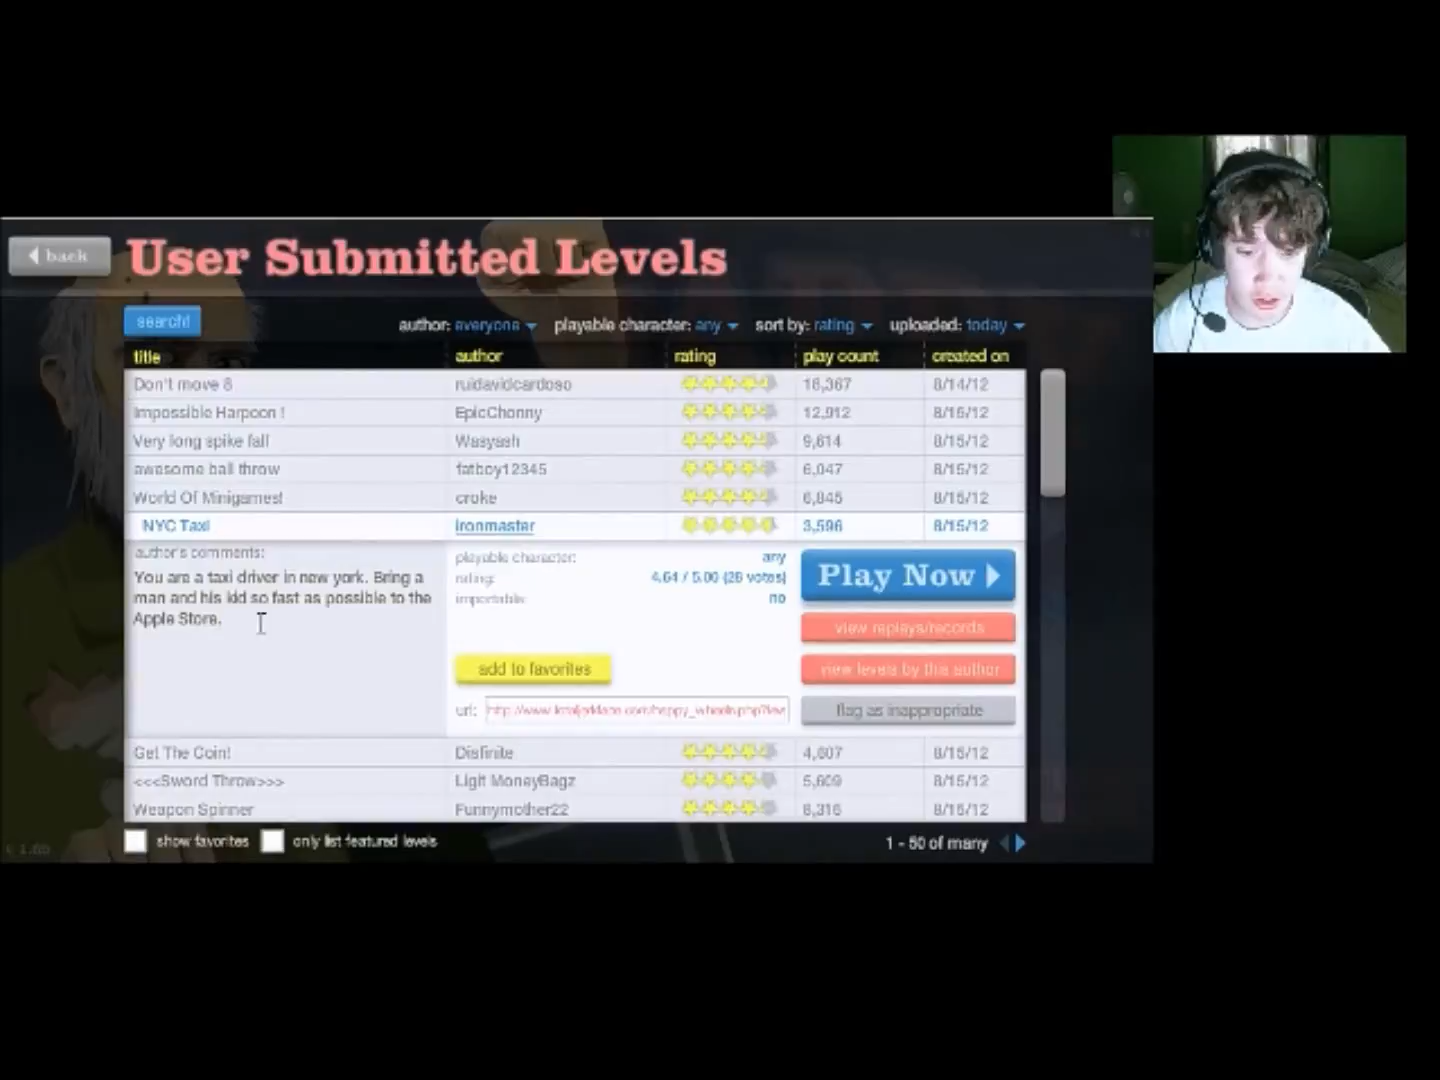 back
User Submitted Levels
search!
author: everyone playable character: any sort by: rating uploaded: today
title author rating play count created on
Don't move 8 ruidavidcardoso 16,367 8/14/12
Impossible Harpoon ! EpicChonny 12,912 8/15/12
Very long spike fall Wasyash 9,614 8/15/12
awesome ball throw fatboy12345 6,047 8/15/12
World Of Minigames! croke 6,845 8/15/12
NYC Taxi ironmaster 3,596 8/15/12
author's comments:
You are a taxi driver in new york. Bring a
man and his kid so fast as possible to the
Apple Store.
playable character: any
rating: 4.64 / 5.00 (28 votes)
importable: no
Play Now
view replays/records
add to favorites
view levels by this author
url:
flag as inappropriate
Get The Coin! Disfinite 4,607 8/15/12
<<<Sword Throw>>> Ligit MoneyBagz 5,609 8/15/12
Weapon Spinner Funnymother22 8,316 8/15/12
show favorites only list featured levels
1 - 50 of many